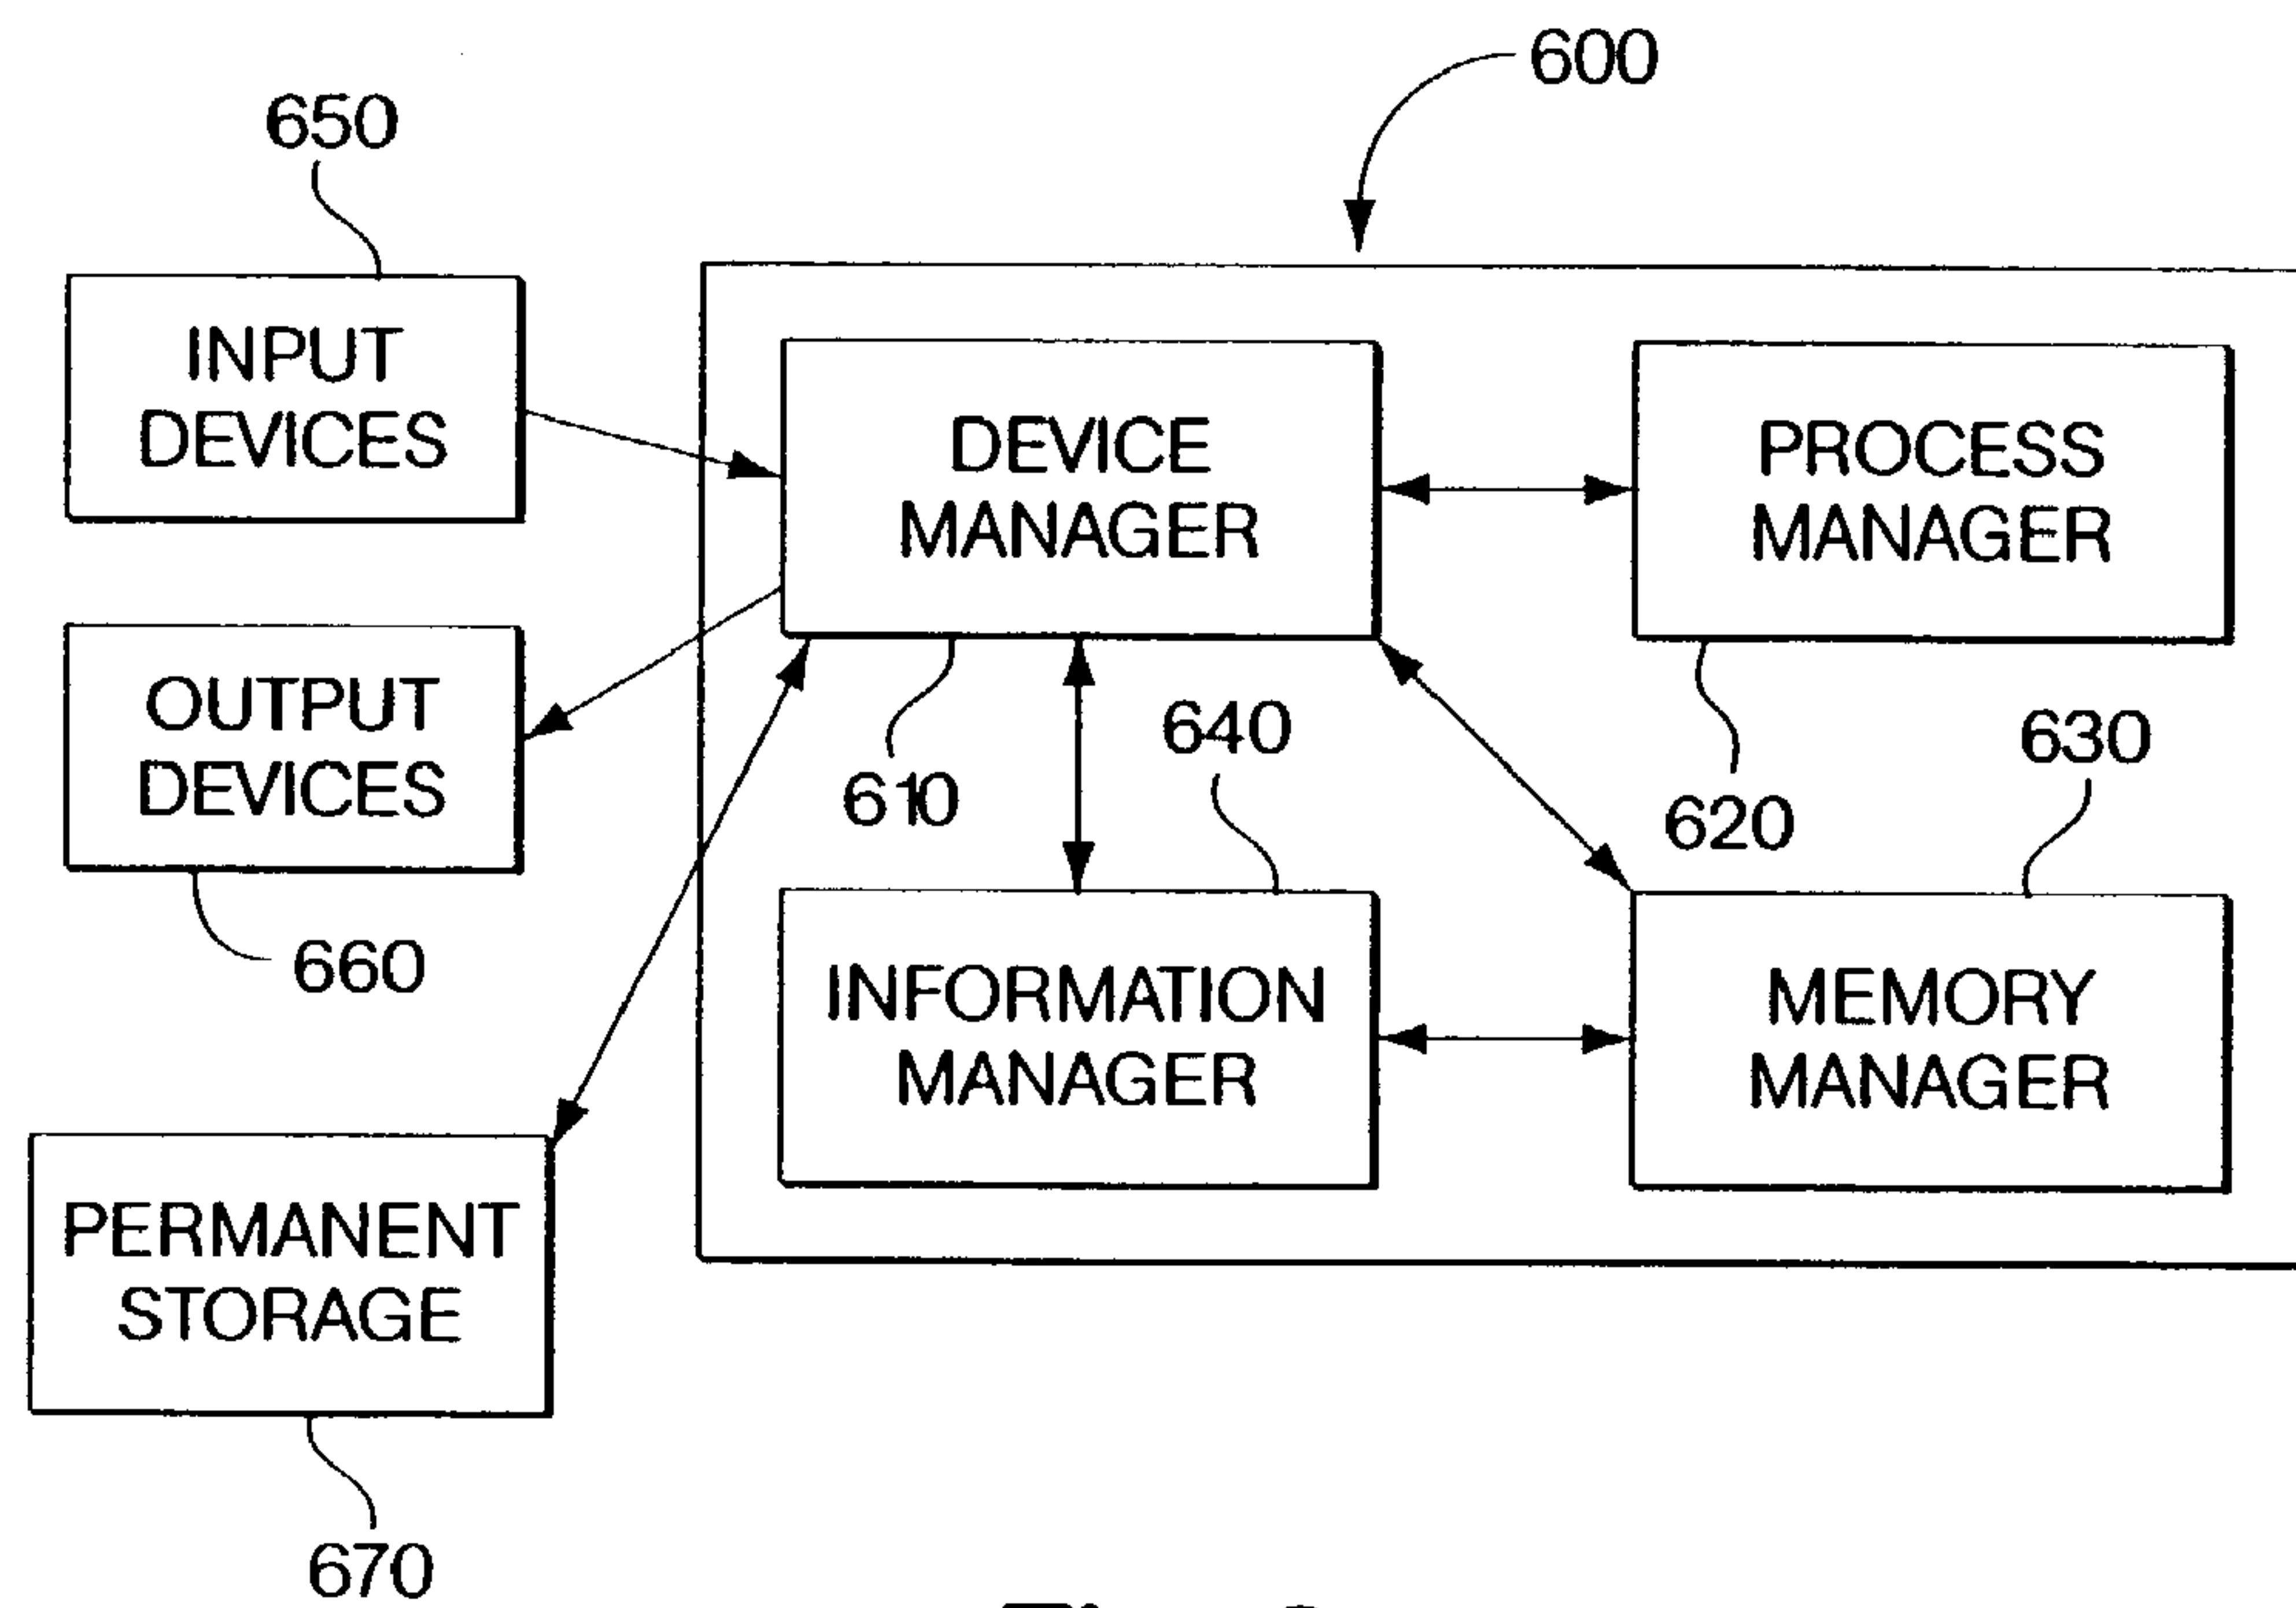 600
650
INPUT
DEVICES
DEVICE
MANAGER
PROCESS
MANAGER
OUTPUT
DEVICES
610
640
620
630
660
INFORMATION
MANAGER
MEMORY
MANAGER
PERMANENT
STORAGE
670